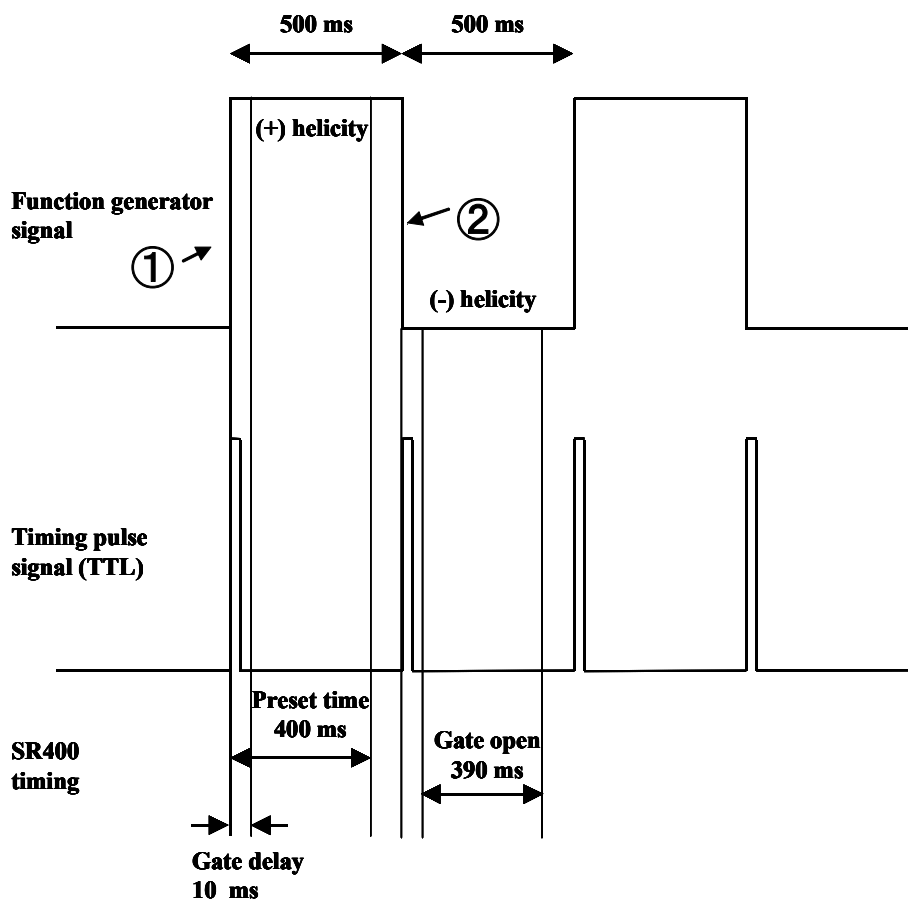 500 ms
500 ms
(+) helicity
Function generator
signal
②
①
(-) helicity
Timing pulse
signal (TTL)
Preset time
400 ms
Gate open
390 ms
SR400
timing
Gate delay
10 ms